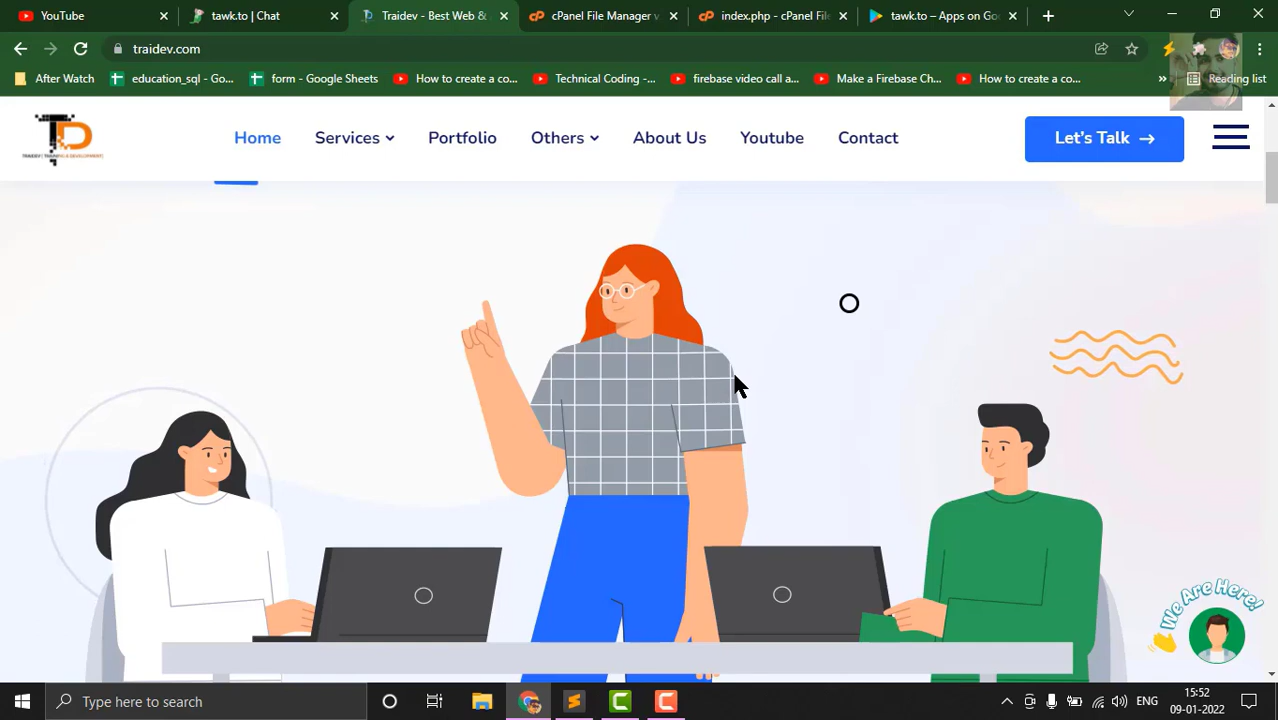 YouTube
tawk.to | Chat
Traidev - Best Web &
cPanel File Manager v
index.php - cPanel File
tawk.to – Apps on Goo
traidev.com
After Watch
education_sql - Go...
form - Google Sheets
How to create a co...
Technical Coding -...
firebase video call a...
Make a Firebase Ch...
How to create a co...
»
Reading list
TD
Home
Services
Portfolio
Others
About Us
Youtube
Contact
Let's Talk →
We Are Here!
Type here to search
ENG
15:52
09-01-2022